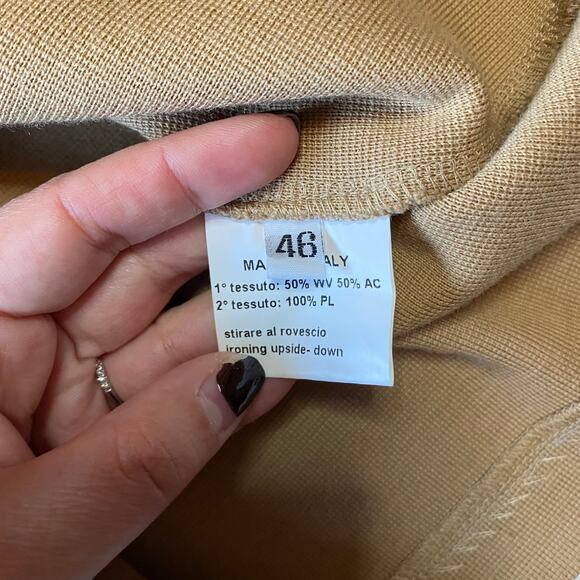 46
MA ALY
1° tessuto: 50% WV 50% AC
2° tessuto: 100% PL
stirare al rovescio
ironing upside- down